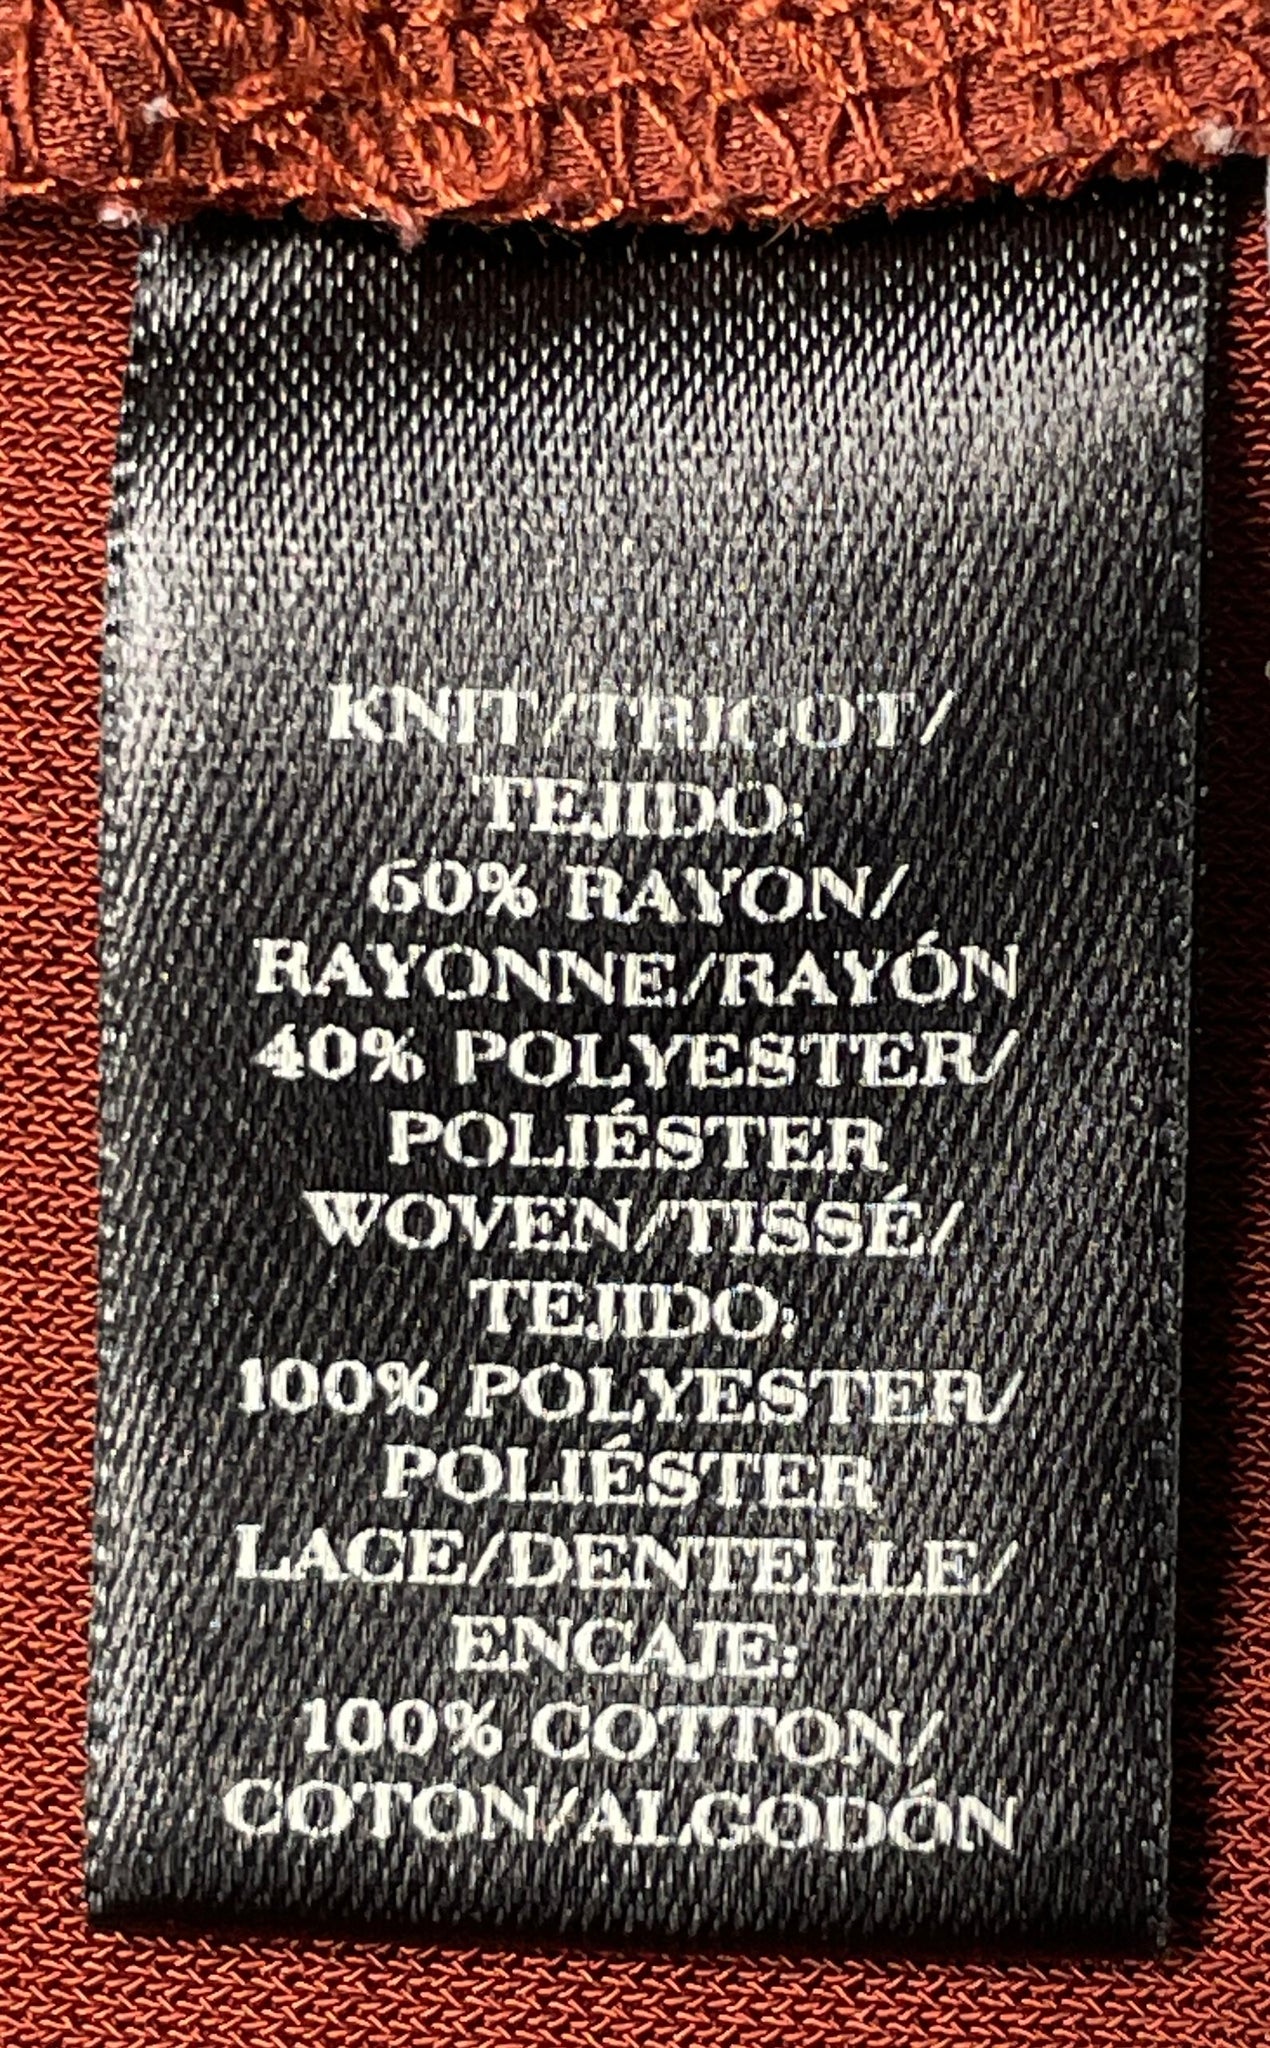 KNIT/TRICOT/
TEJIDO:
60% RAYON/
RAYONNE/RAYÓN
40% POLYESTER/
POLIÉSTER
WOVEN/TISSÉ/
TEJIDO:
100% POLYESTER/
POLIÉSTER
LACE/DENTELLE/
ENCAJE:
100% COTTON/
COTON/ALGODÓN